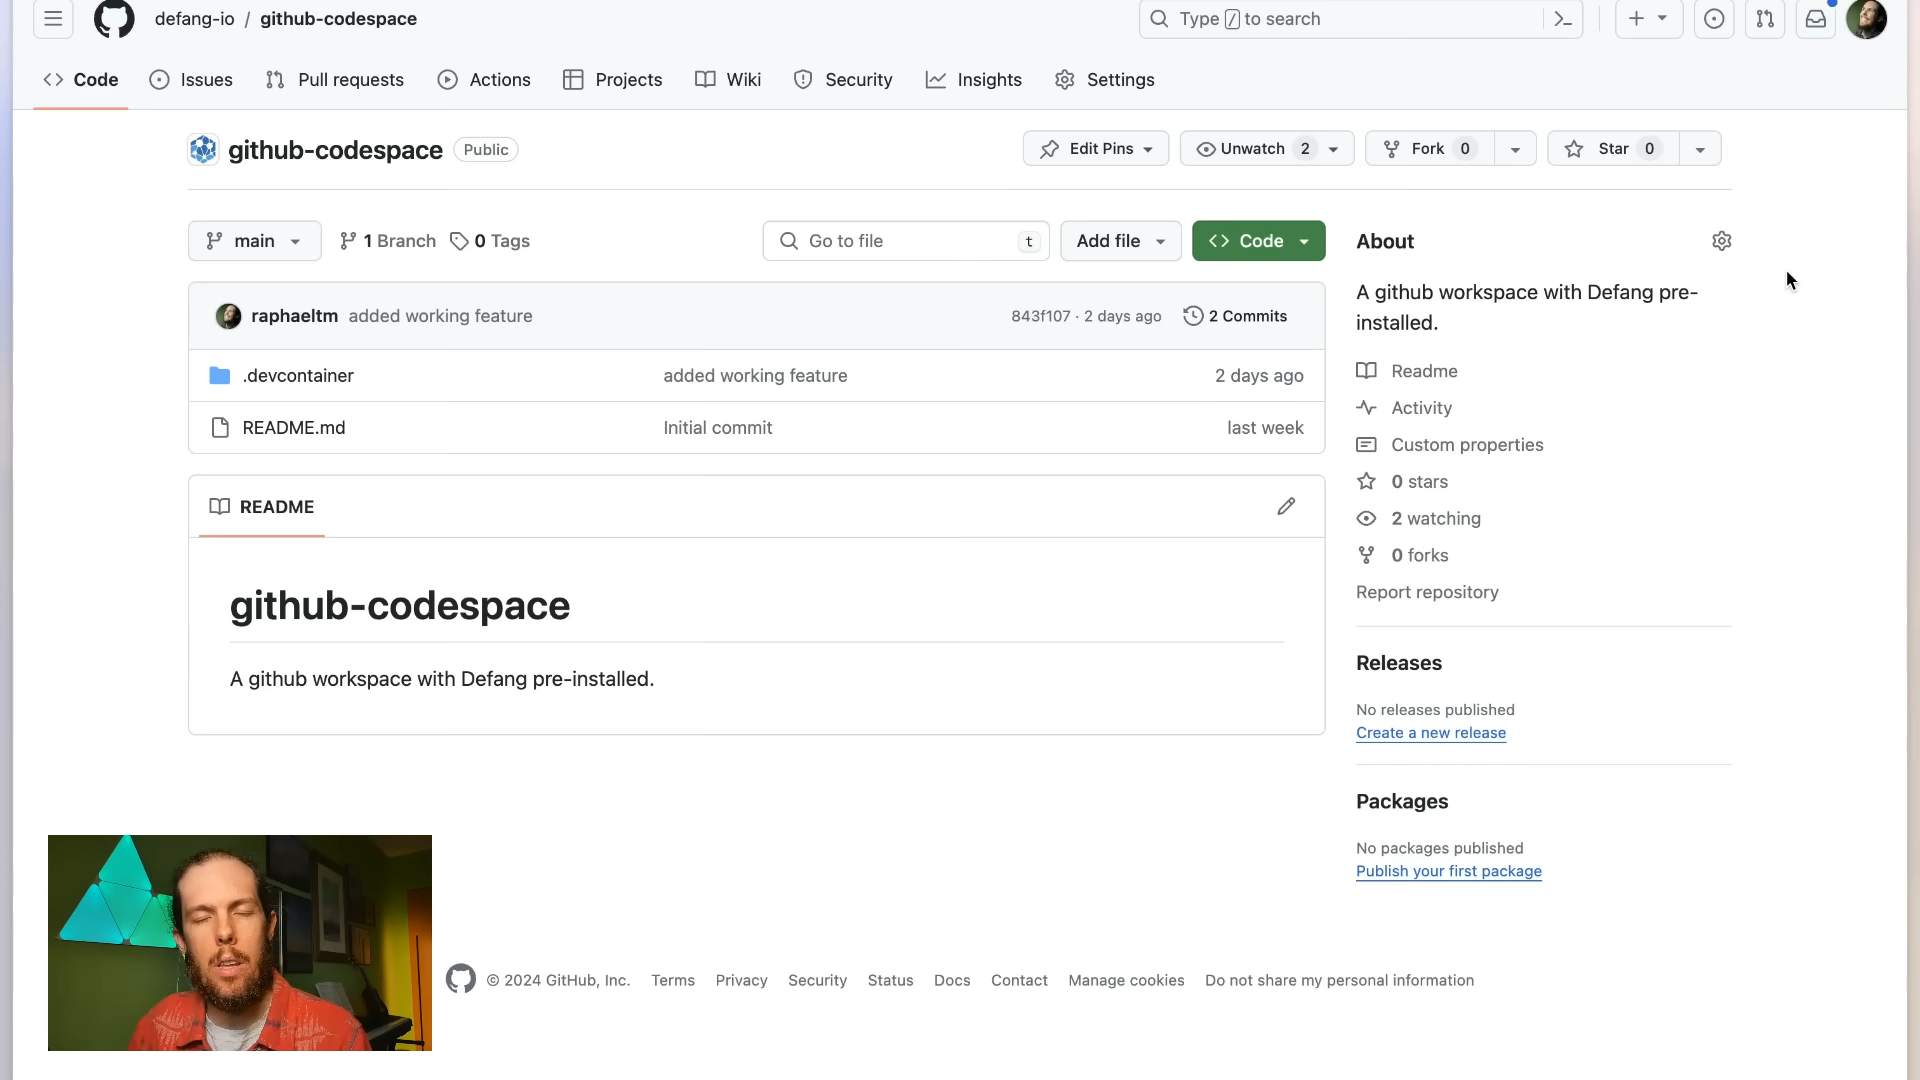 defang-io / github-codespace
Type / to search
Code Issues Pull requests Actions Projects Wiki Security Insights Settings
github-codespace Public
Edit Pins Unwatch 2 Fork 0 Star 0
main 1 Branch 0 Tags Go to file t Add file Code
raphaeltm added working feature 843f107 · 2 days ago 2 Commits
.devcontainer added working feature 2 days ago
README.md Initial commit last week
README
github-codespace
A github workspace with Defang pre-installed.
About
A github workspace with Defang pre-
installed.
Readme
Activity
Custom properties
0 stars
2 watching
0 forks
Report repository
Releases
No releases published
Create a new release
Packages
No packages published
Publish your first package
© 2024 GitHub, Inc. Terms Privacy Security Status Docs Contact Manage cookies Do not share my personal information